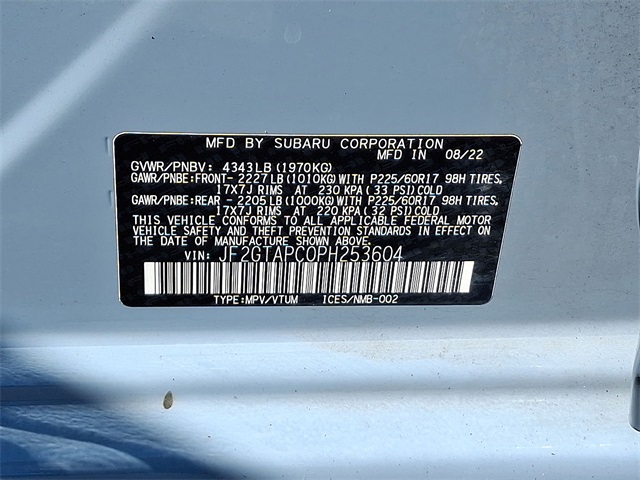 MFD BY SUBARU CORPORATION
GVWR/PNBV: 4343LB (1970KG) MFD IN 08/22
GAWR/PNBE:FRONT- 2227LB (1010KG) WITH P225/60R17 98H TIRES,
17X7J RIMS AT 230 KPA (33 PSI) COLD
GAWR/PNBE:REAR - 2205LB (1000KG) WITH P225/60R17 98H TIRES,
17X7J RIMS AT 220 KPA (32 PSI) COLD
THIS VEHICLE CONFORMS TO ALL APPLICABLE FEDERAL MOTOR
VEHICLE SAFETY AND THEFT PREVENTION STANDARDS IN EFFECT
ON THE DATE OF MANUFACTURE SHOWN ABOVE.
VIN: JF2GTAPC0PH253604
TYPE:MPV/VTUM ICES/NMB-002